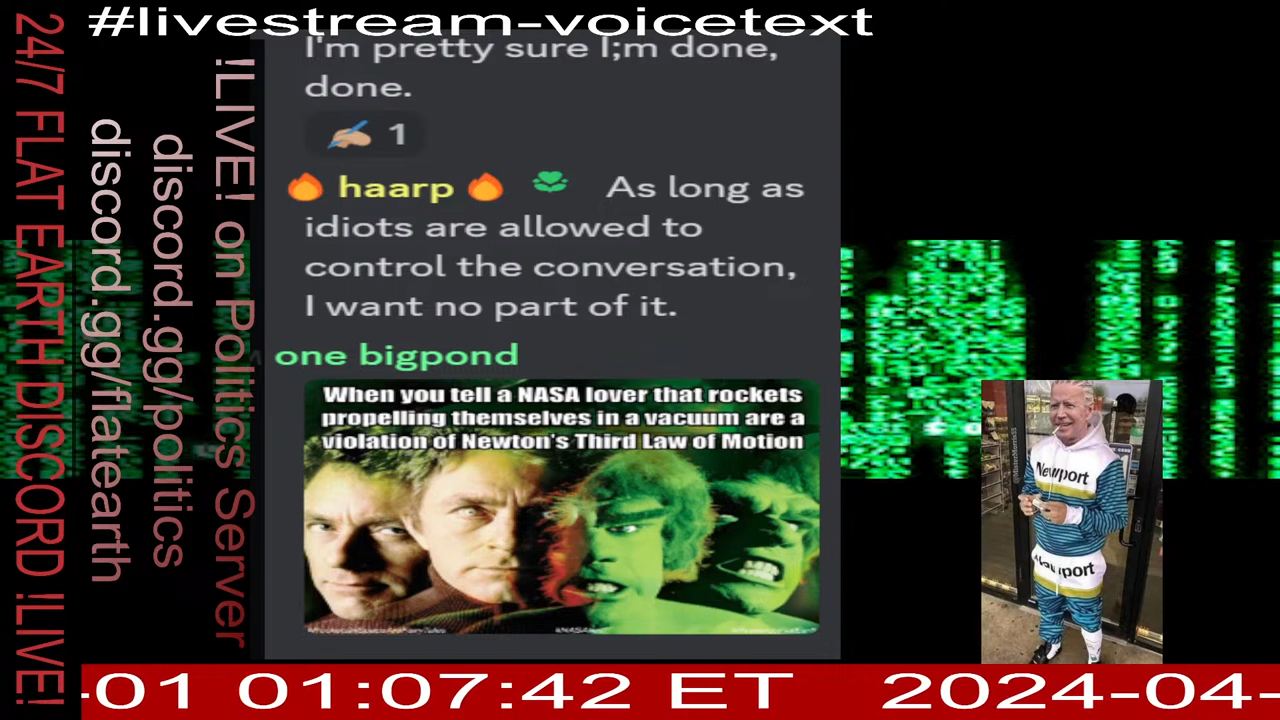 #livestream-voicetext
24/7 FLAT EARTH DISCORD !LIVE!
discord.gg/flatearth
discord.gg/politics
!LIVE! on Politics Server
I'm pretty sure I;m done,
done.
1
haarp As long as
idiots are allowed to
control the conversation,
I want no part of it.
one bigpond
When you tell a NASA lover that rockets
propelling themselves in a vacuum are a
violation of Newton's Third Law of Motion
Newport
-01 01:07:42 ET 2024-04-